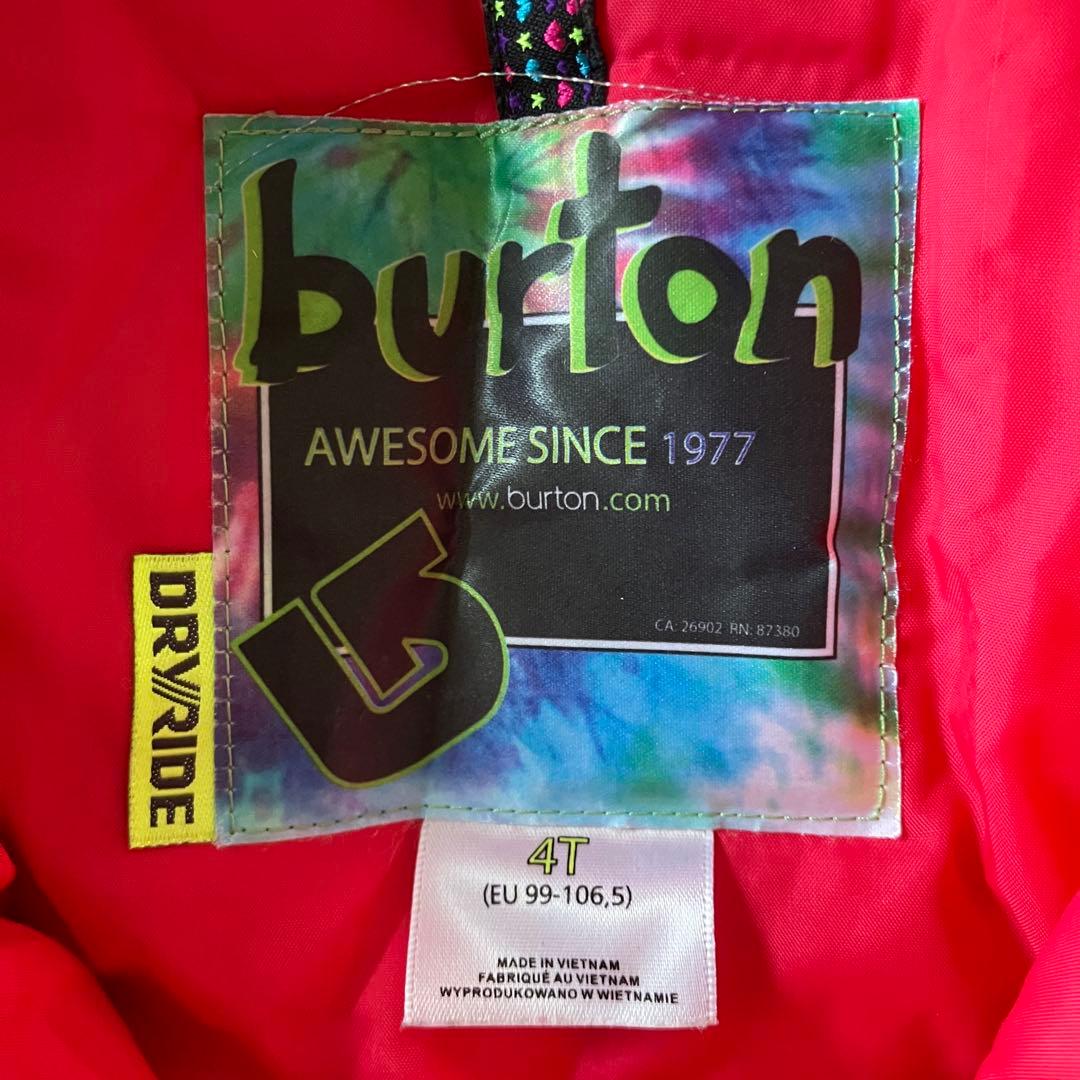 burton
AWESOME SINCE 1977
www.burton.com
CA: 26902 RN: 87380
DRYRIDE
4T
(EU 99-106,5)
MADE IN VIETNAM
FABRIQUÉ AU VIETNAM
WYPRODUKOWANO W WIETNAMIE